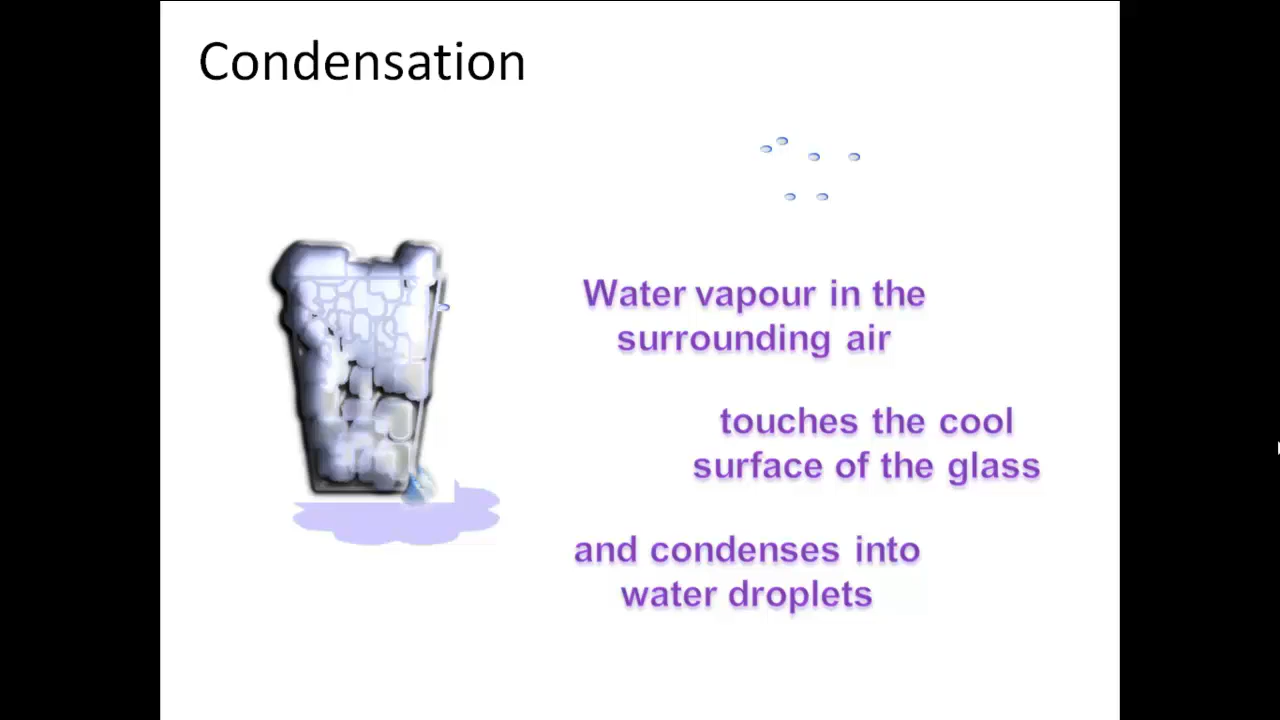 Condensation
Water vapour in the
surrounding air
touches the cool
surface of the glass
and condenses into
water droplets